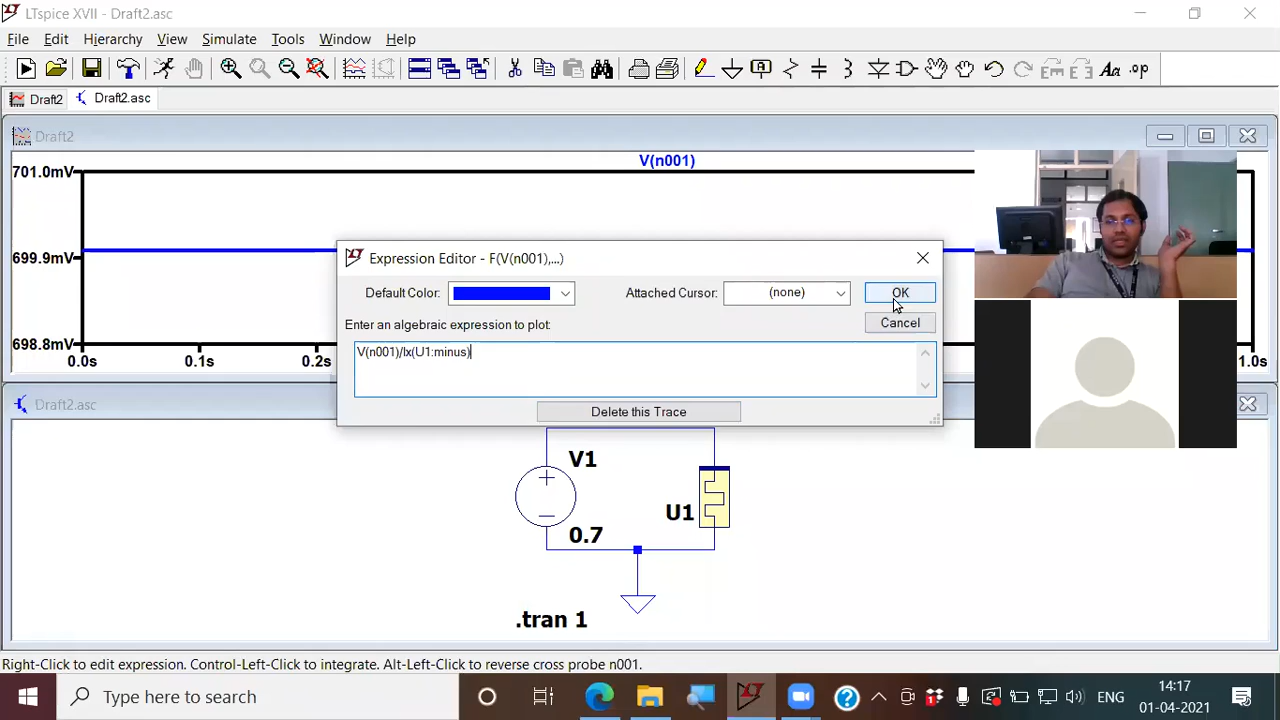 LTspice XVII - Draft2.asc
File Edit Hierarchy View Simulate Tools Window Help
Aa .op
Draft2 Draft2.asc
Draft2
V(n001)
701.0mV
699.9mV
698.8mV
0.0s 0.2s 1.0s
Expression Editor - F(V(n001),...)
Default Color: Attached Cursor: (none) OK
Enter an algebraic expression to plot: Cancel
V(n001)/Ix(U1:minus)
Delete this Trace
Draft2.asc
V1
U1
0.7
.tran 1
Right-Click to edit expression. Control-Left-Click to integrate. Alt-Left-Click to reverse cross probe n001.
Type here to search
ENG
14:17
01-04-2021